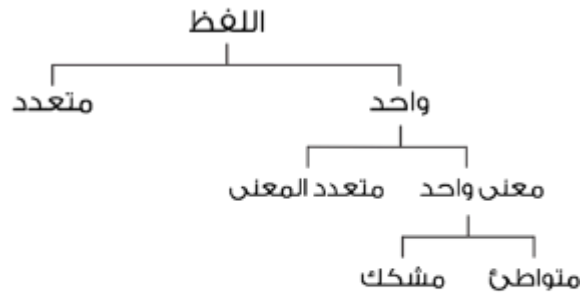 اللفظ
واحد
متعدد
معنى واحد
متعدد المعنى
متواطئ
مشكك